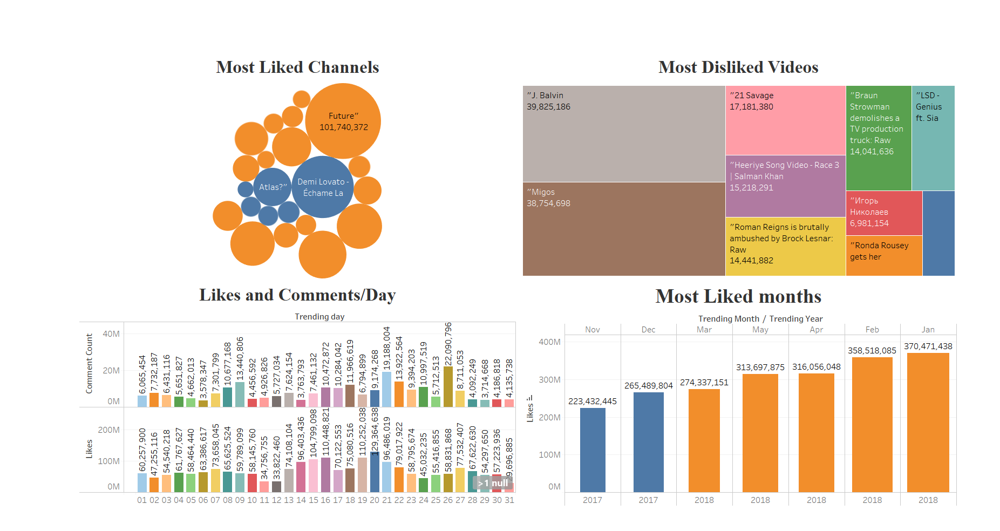 Most Liked Channels
Future”
101,740,372
Demi Lovato -
Échame La
Atlas?”
Most Disliked Videos
”J. Balvin
39,825,186
”Migos
38,754,698
”21 Savage
17,181,380
”Heeriye Song Video - Race 3
| Salman Khan
15,218,291
”Roman Reigns is brutally
ambushed by Brock Lesnar:
Raw
14,441,882
”Braun
Strowman
demolishes a
TV production
truck: Raw
14,041,636
”LSD -
Genius
ft. Sia
”Игорь
Николаев
6,981,154
”Ronda Rousey
gets her
Likes and Comments/Day
Trending day
Comment Count
40M
20M
0M
6,065,454
7,732,187
6,431,116
5,651,827
4,662,013
3,578,347
7,301,799
10,677,168
13,440,806
4,456,592
4,926,826
5,727,034
7,624,154
3,763,793
7,461,132
10,472,872
10,284,042
11,966,619
6,794,899
9,174,268
19,188,004
13,922,564
9,394,203
10,997,519
5,712,513
22,090,796
8,711,053
4,092,249
3,714,668
4,186,818
4,135,738
Likes
200M
100M
0M
60,257,900
47,255,116
54,540,218
61,767,627
58,464,440
63,386,617
73,658,045
65,625,524
59,789,099
58,145,760
34,756,755
33,822,460
74,108,104
96,403,436
104,799,098
110,448,821
70,122,553
75,080,516
110,252,038
129,364,638
96,486,019
79,017,922
58,795,674
45,032,235
55,416,855
58,831,868
77,532,407
67,622,630
54,297,650
57,223,936
29,696,885
>1 null
01 02 03 04 05 06 07 08 09 10 11 12 13 14 15 16 17 18 19 20 21 22 23 24 25 26 27 28 29 30 31
Most Liked months
Trending Month / Trending Year
Nov Dec Mar May Apr Feb Jan
Likes
400M
300M
200M
100M
0M
223,432,445
265,489,804
274,337,151
313,697,875
316,056,048
358,518,085
370,471,438
2017 2017 2018 2018 2018 2018 2018